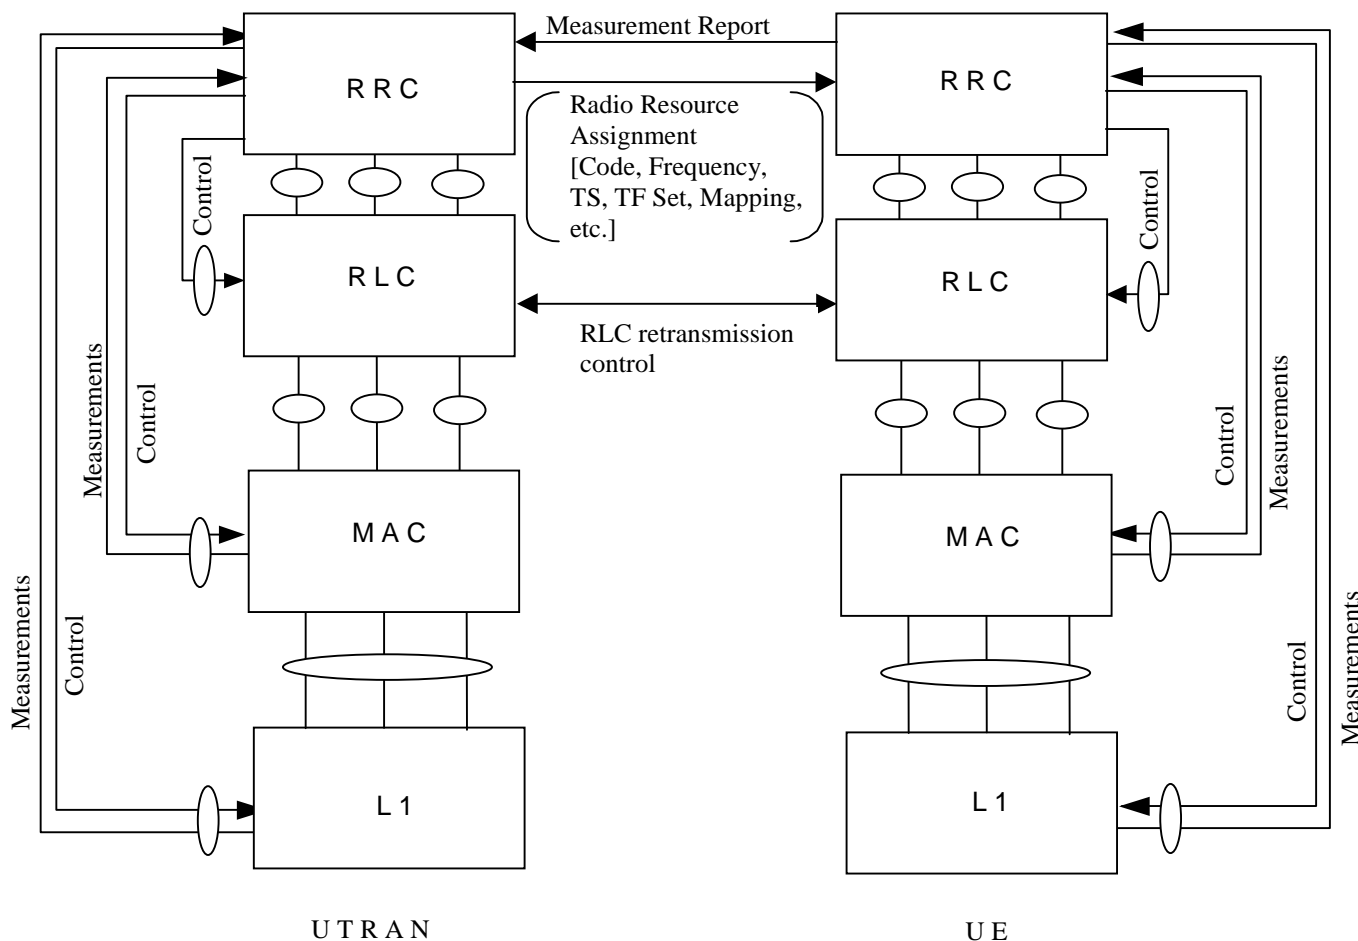 Measurement Report
R R C
R R C
Radio Resource
Assignment
[Code, Frequency,
TS, TF Set, Mapping,
etc.]
Control
Control
R L C
R L C
RLC retransmission
control
Measurements
Control
Control
Measurements
M A C
M A C
Measurements
Control
Control
Measurements
L 1
L 1
U T R A N
U E